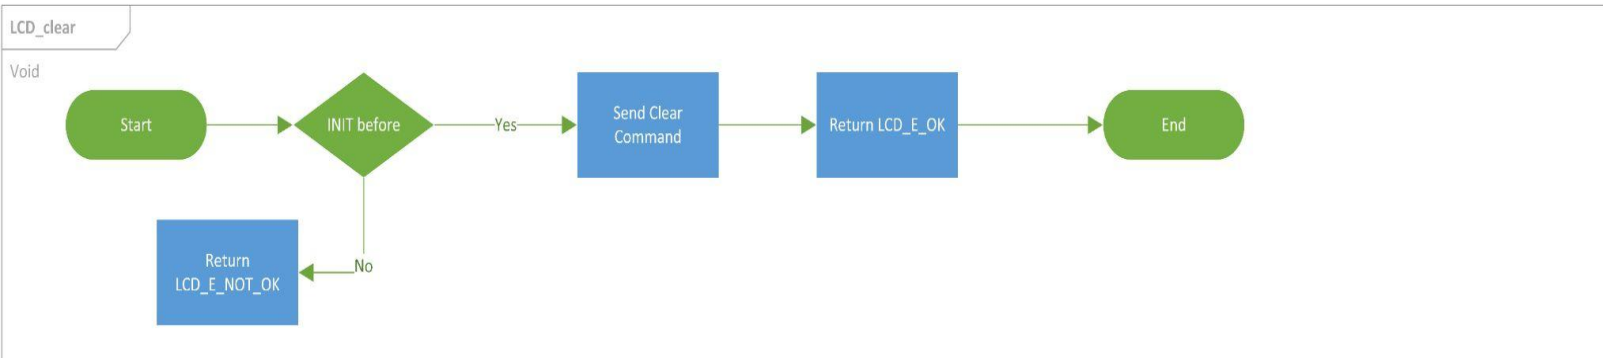 LCD_clear
Void
Start
INIT before
Yes
Send Clear
Command
Return LCD_E_OK
End
No
Return
LCD_E_NOT_OK